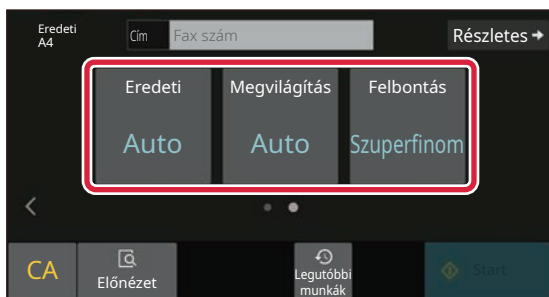 Eredeti
A4
Cím Fax szám
Részletes
Eredeti Megvilágítás Felbontás
Auto Auto Szuperfinom
CA
Előnézet
Legutóbbi
munkák
Start